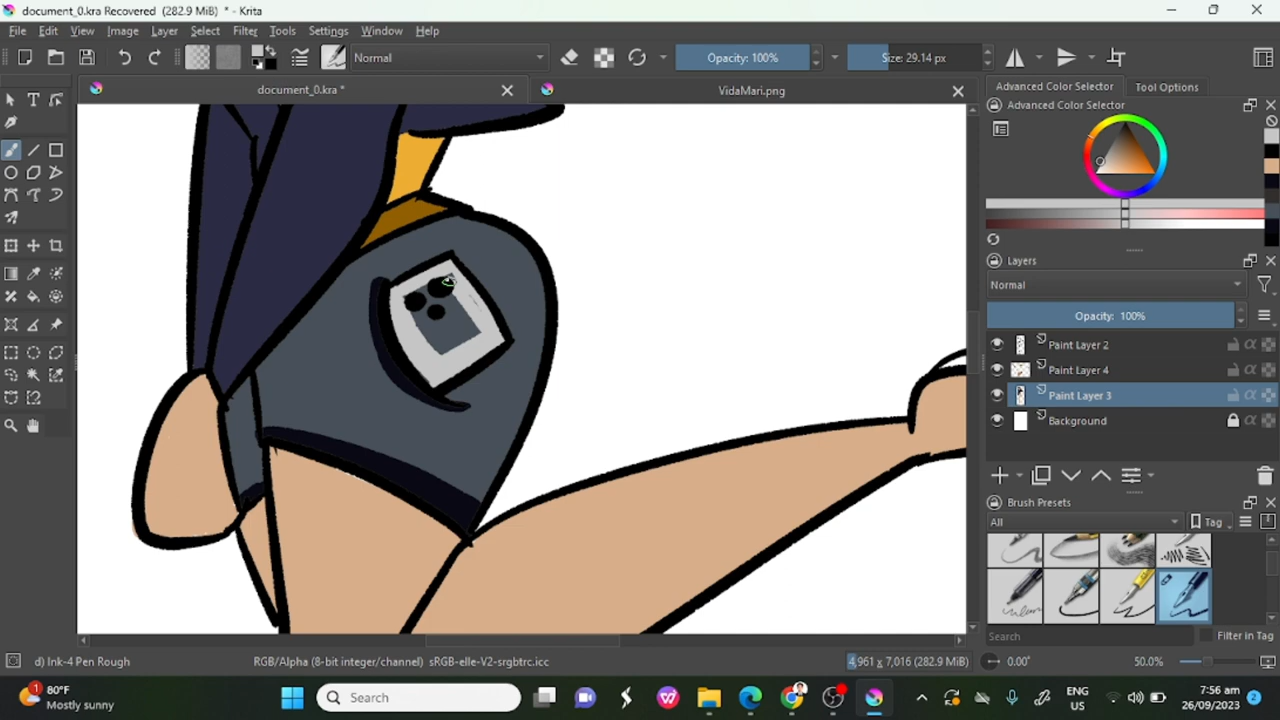 document_0.kra Recovered (282.9 MiB) * - Krita
File Edit View Image Layer Select Filter Tools Settings Window Help
Normal
Opacity: 100%
Size: 29.14 px
document_0.kra *
VidaMari.png
Advanced Color Selector
Tool Options
Advanced Color Selector
Layers
Normal
Opacity: 100%
Paint Layer 2
Paint Layer 4
Paint Layer 3
Background
Brush Presets
All
Tag
Search
Filter in Tag
d) Ink-4 Pen Rough
RGB/Alpha (8-bit integer/channel) sRGB-elle-V2-srgbtrc.icc
4,961 x 7,016 (282.9 MiB)
0.00°
50.0%
1
80°F
Mostly sunny
Search
ENG
US
7:56 am
26/09/2023
2